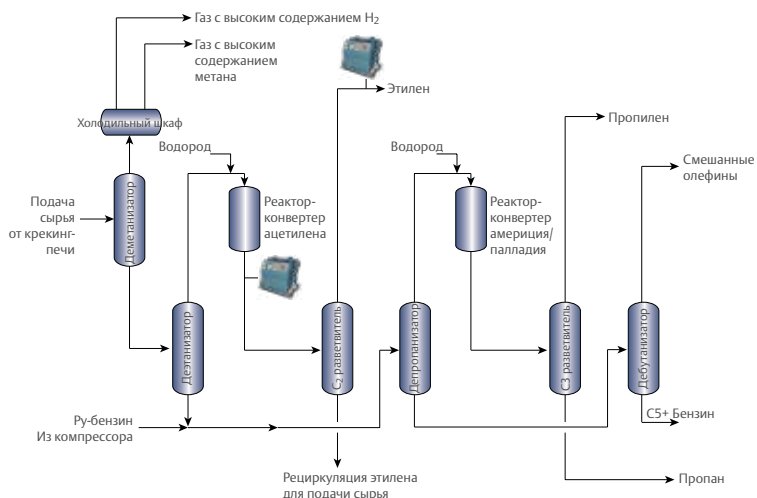 Газ с высоким содержанием H₂
Газ с высоким
содержанием
метана
Холодильный шкаф
Этилен
Пропилен
Водород
Водород
Смешанные
олефины
Подача
сырья
от крекинг-
печи
Деметанизатор
Реактор-
конвертер
ацетилена
Реактор-
конвертер
америция/
палладия
Деэтанизатор
C₂ разветвитель
Депропанизатор
C3 разветвитель
Дебутанизатор
Ру-бензин
Из компрессора
C5+ Бензин
Рециркуляция этилена
для подачи сырья
Пропан